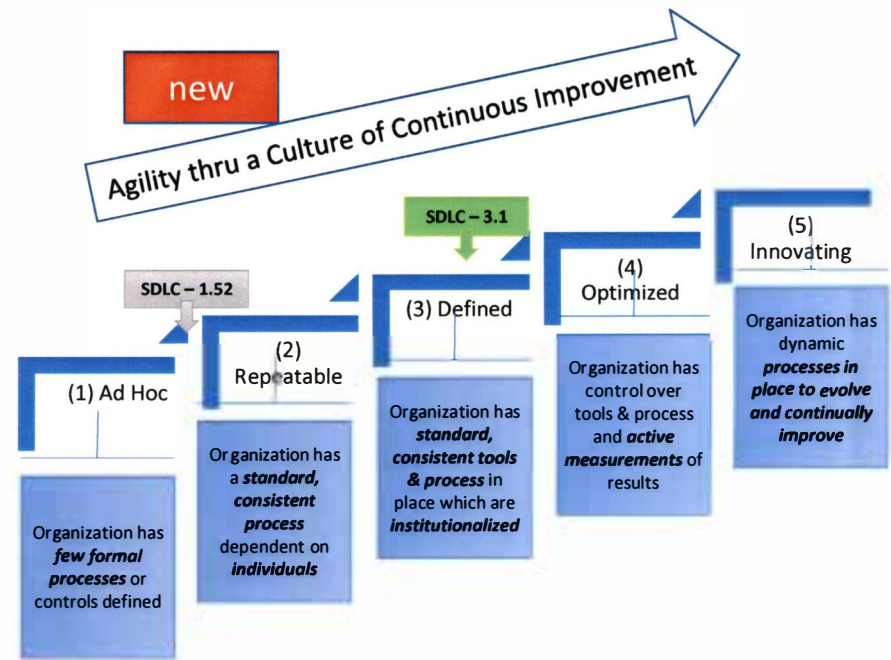 new
Agility thru a Culture of Continuous Improvement
SDLC – 1.52
SDLC – 3.1
(1) Ad Hoc
Organization has
few formal
processes or
controls defined
(2)
Repeatable
Organization has
a standard,
consistent
process
dependent on
individuals
(3) Defined
Organization has
standard,
consistent tools
& process in
place which are
institutionalized
(4)
Optimized
Organization has
control over
tools & process
and active
measurements of
results
(5)
Innovating
Organization has
dynamic
processes in
place to evolve
and continually
improve